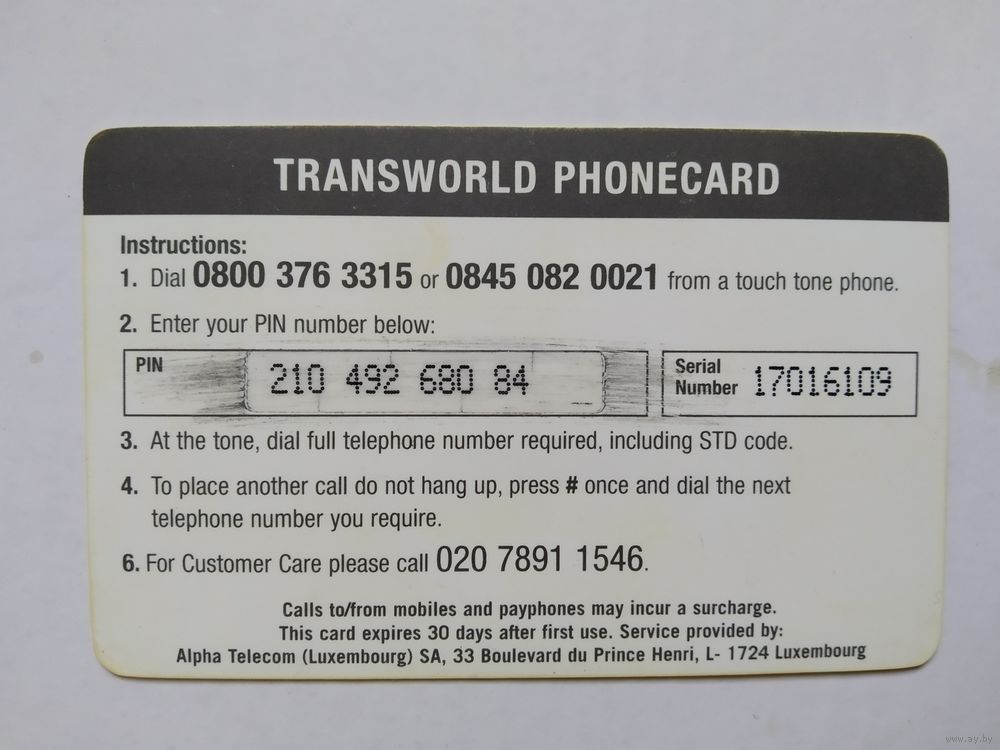 TRANSWORLD PHONECARD
Instructions:
1. Dial 0800 376 3315 or 0845 082 0021 from a touch tone phone.
2. Enter your PIN number below:
PIN 210 492 680 84 Serial Number 17016109
3. At the tone, dial full telephone number required, including STD code.
4. To place another call do not hang up, press # once and dial the next
telephone number you require.
6. For Customer Care please call 020 7891 1546.
Calls to/from mobiles and payphones may incur a surcharge.
This card expires 30 days after first use. Service provided by:
Alpha Telecom (Luxembourg) SA, 33 Boulevard du Prince Henri, L- 1724 Luxembourg
www.ay.by